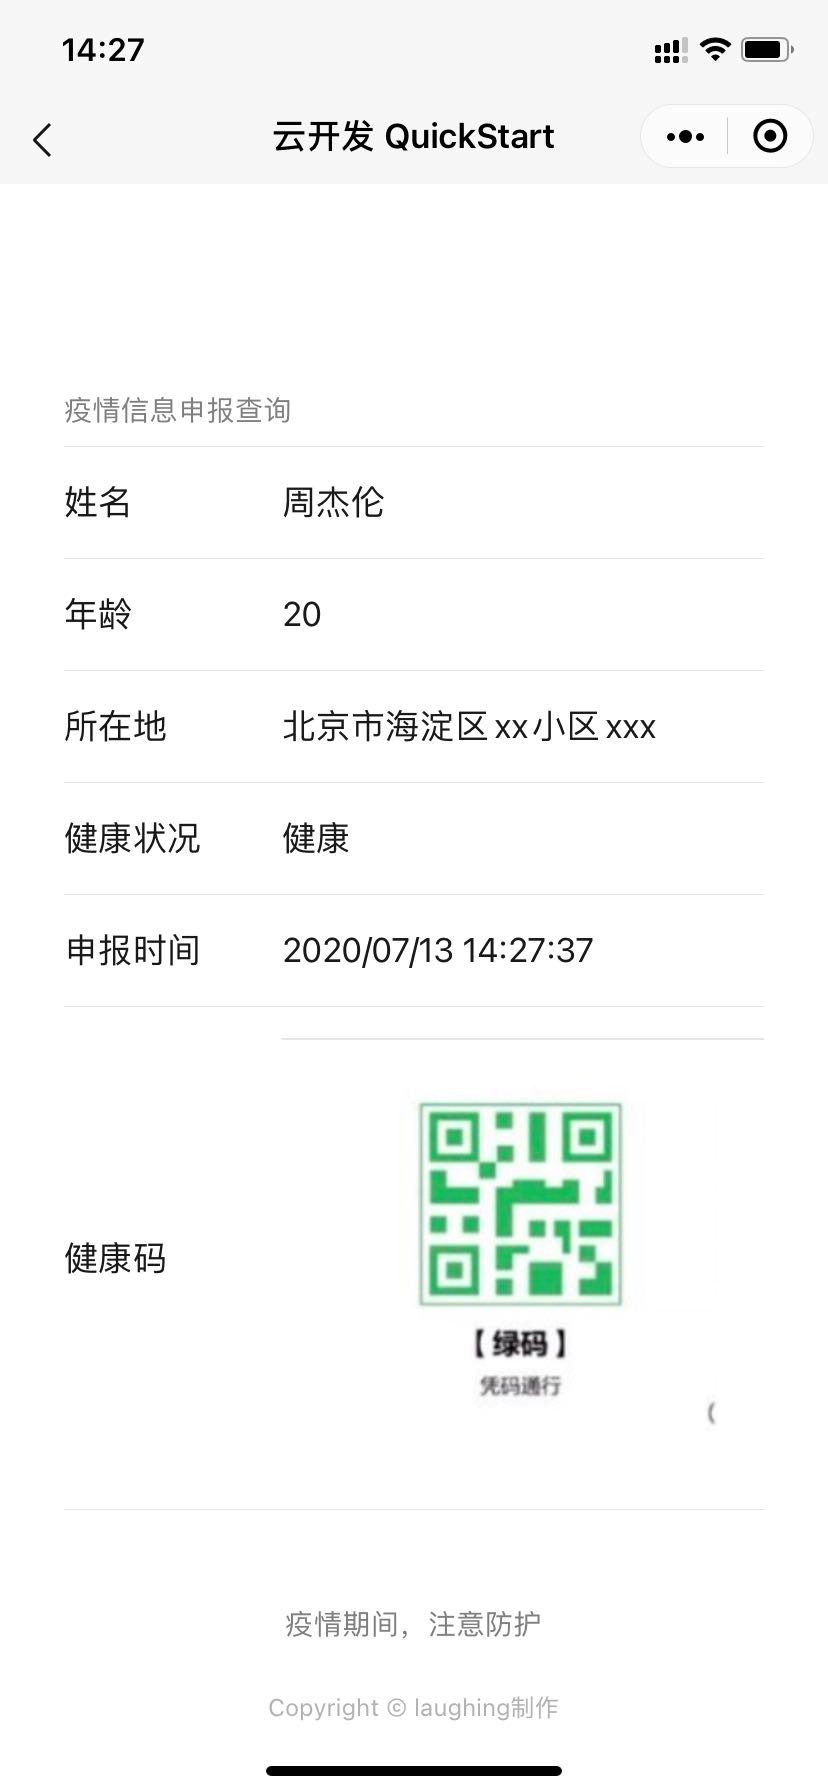 14:27
云开发 QuickStart
疫情信息申报查询
姓名 周杰伦
年龄 20
所在地 北京市海淀区xx小区xxx
健康状况 健康
申报时间 2020/07/13 14:27:37
健康码
【 绿码 】
凭码通行
(
疫情期间，注意防护
Copyright © laughing制作